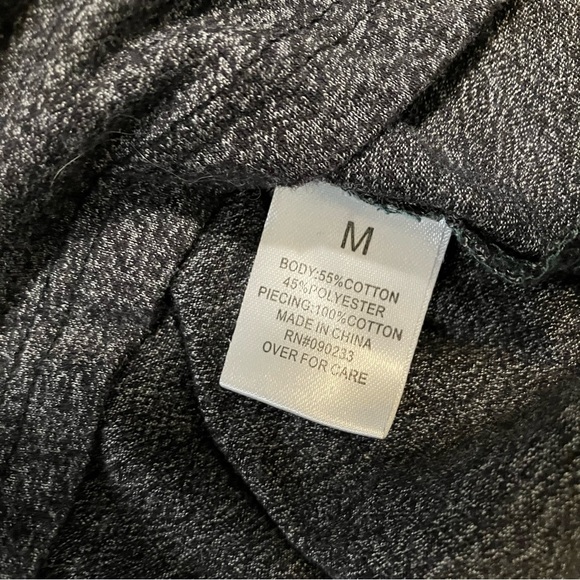 M
BODY:55%COTTON
45%POLYESTER
PIECING:100%COTTON
MADE IN CHINA
RN#090233
OVER FOR CARE